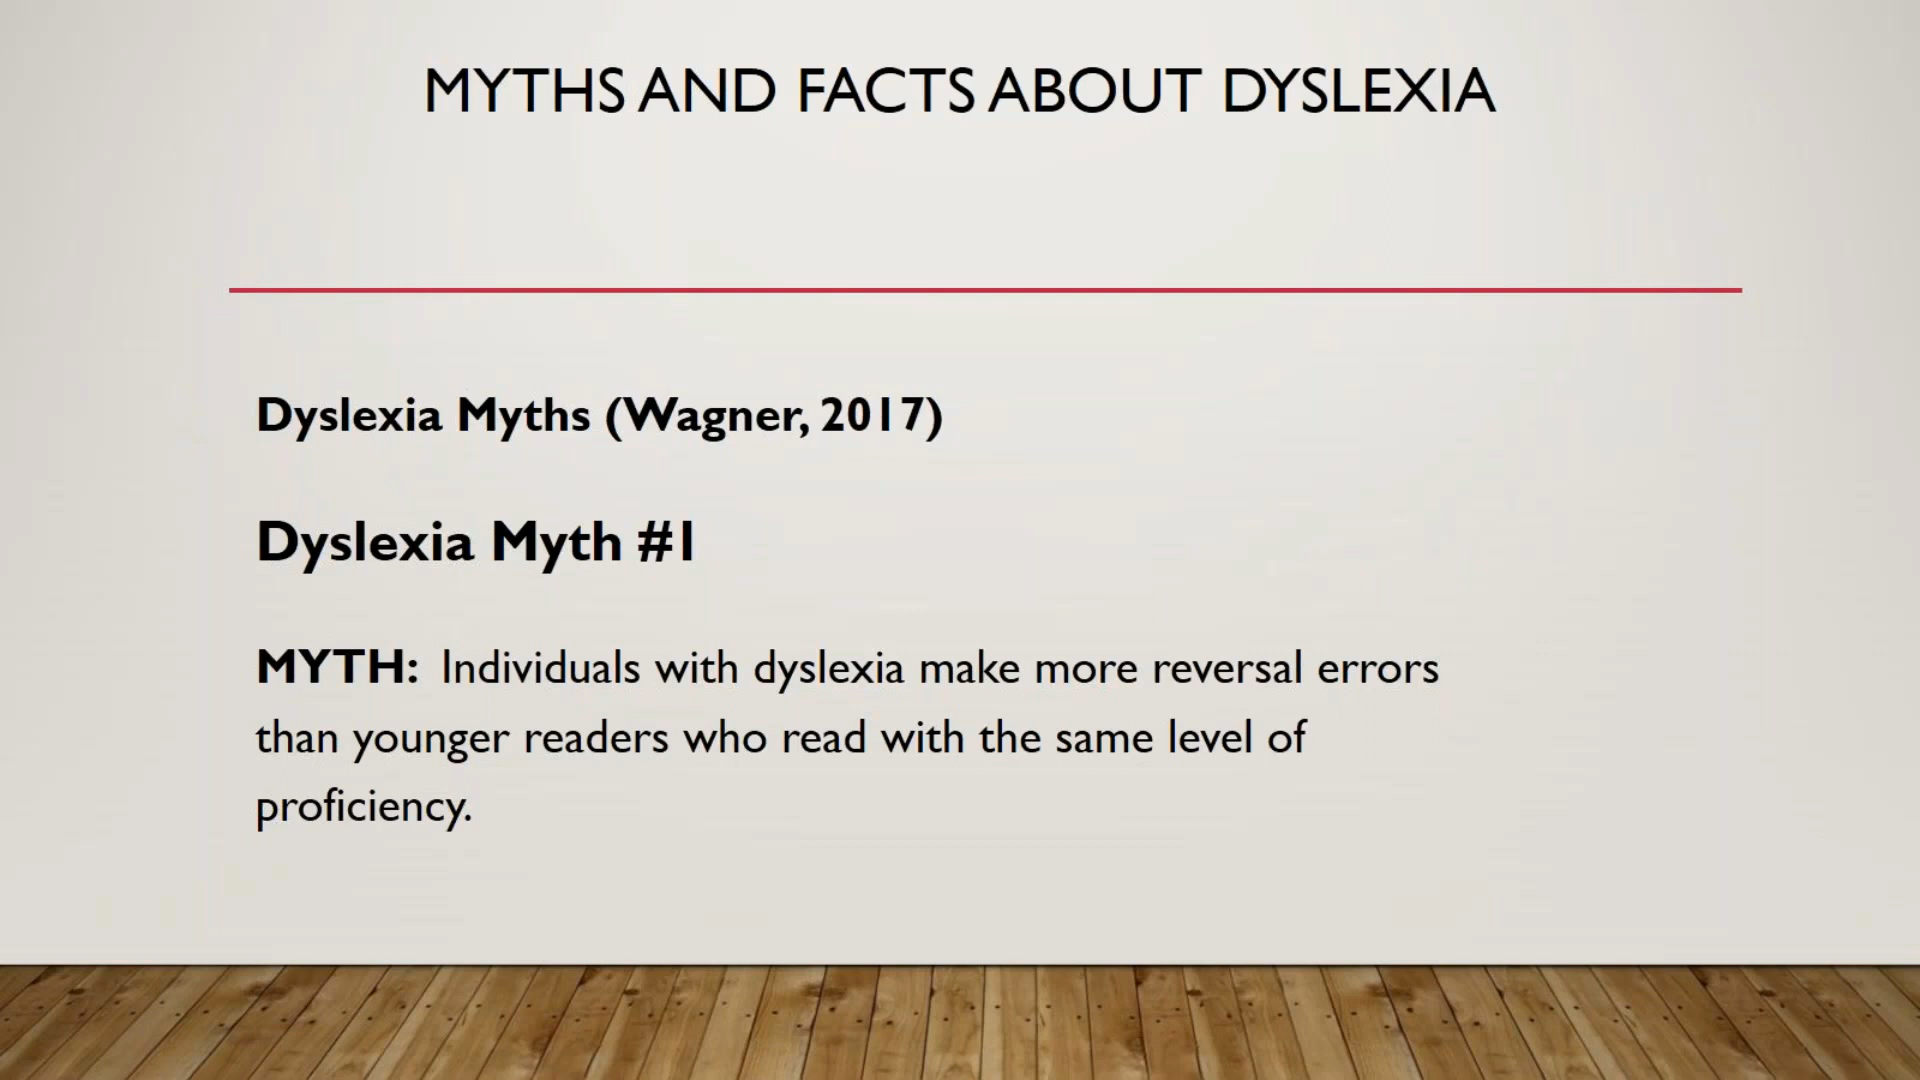 MYTHS AND FACTS ABOUT DYSLEXIA
Dyslexia Myths (Wagner, 2017)
Dyslexia Myth #1
MYTH: Individuals with dyslexia make more reversal errors
than younger readers who read with the same level of
proficiency.